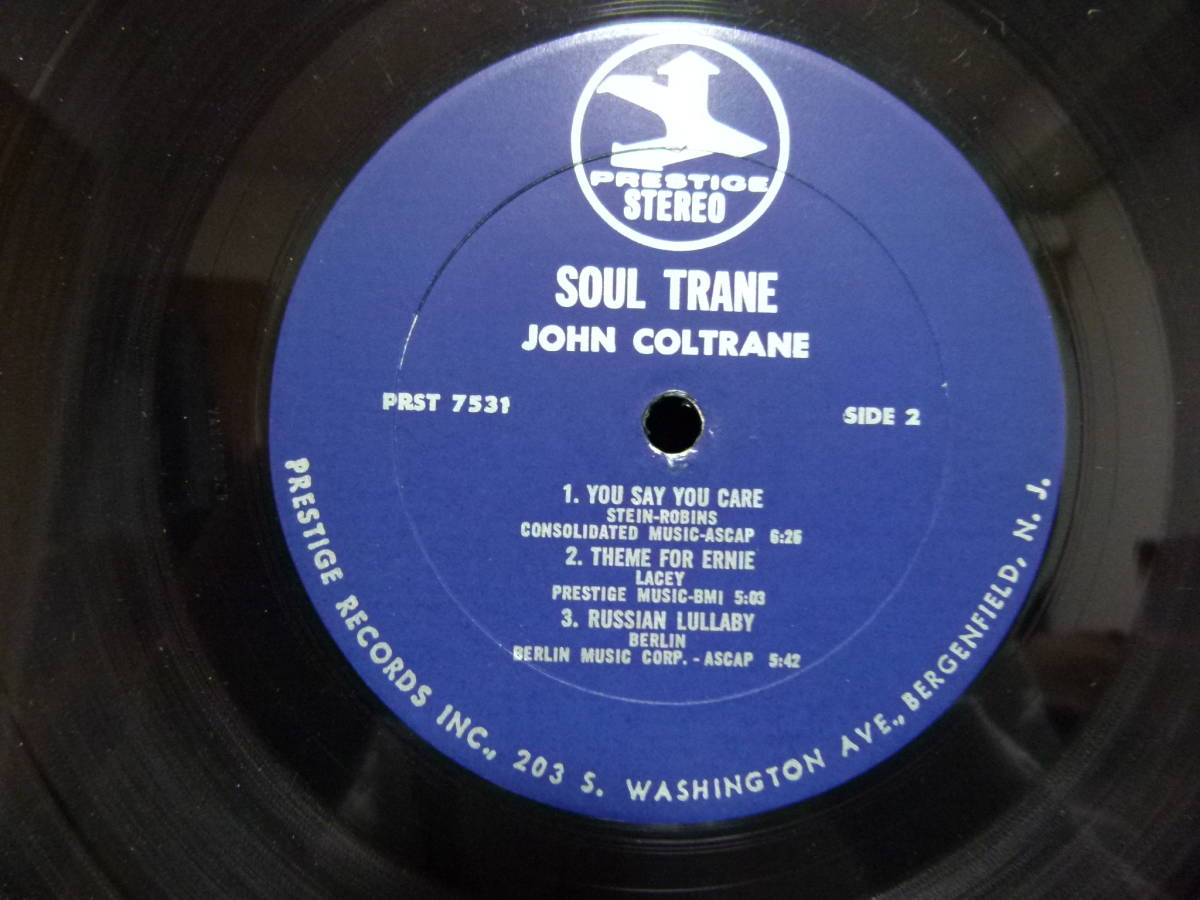 PRESTIGE
STEREO
SOUL TRANE
JOHN COLTRANE
PRST 7531
SIDE 2
1. YOU SAY YOU CARE
STEIN-ROBINS
CONSOLIDATED MUSIC-ASCAP 6:25
2. THEME FOR ERNIE
LACEY
PRESTIGE MUSIC-BMI 5:03
3. RUSSIAN LULLABY
BERLIN
BERLIN MUSIC CORP. - ASCAP 5:42
PRESTIGE RECORDS INC., 203 S. WASHINGTON AVE., BERGENFIELD, N. J.